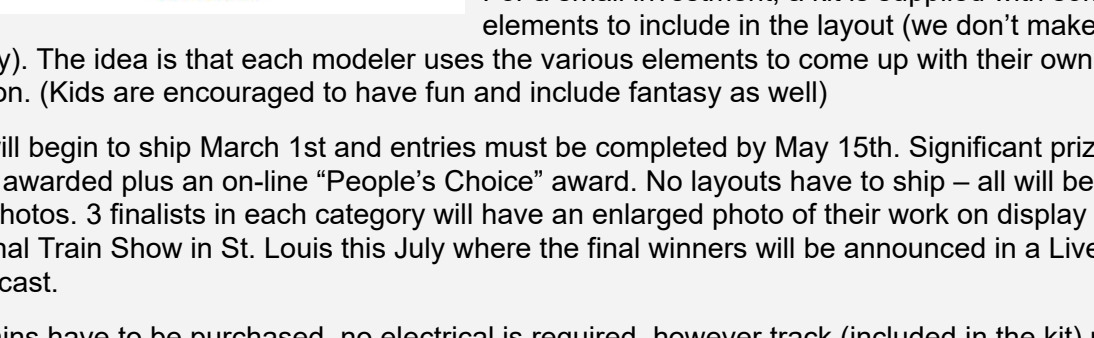 For a small investment, a kit is supplied with
elements to include in the layout (we don’t make
y). The idea is that each modeler uses the various elements to come up with their own
on. (Kids are encouraged to have fun and include fantasy as well)
ill begin to ship March 1st and entries must be completed by May 15th. Significant priz
awarded plus an on-line “People’s Choice” award. No layouts have to ship – all will be
hotos. 3 finalists in each category will have an enlarged photo of their work on display
nal Train Show in St. Louis this July where the final winners will be announced in a Live
cast.
ins have to be purchased, no electrical is required, however track (included in the kit)